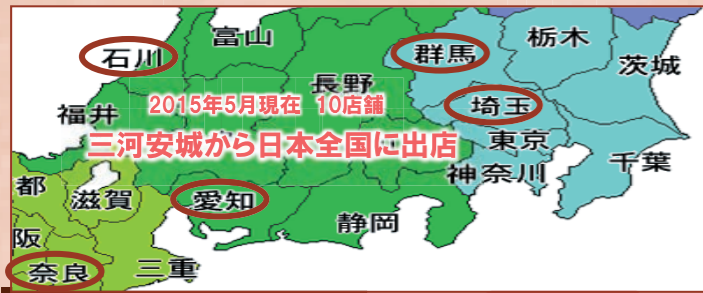 富山
石川
群馬
栃木
茨城
長野
福井
2015年5月現在 10店舗
埼玉
三河安城から日本全国に出店
東京
千葉
神奈川
都
滋賀
愛知
静岡
阪
奈良
三重